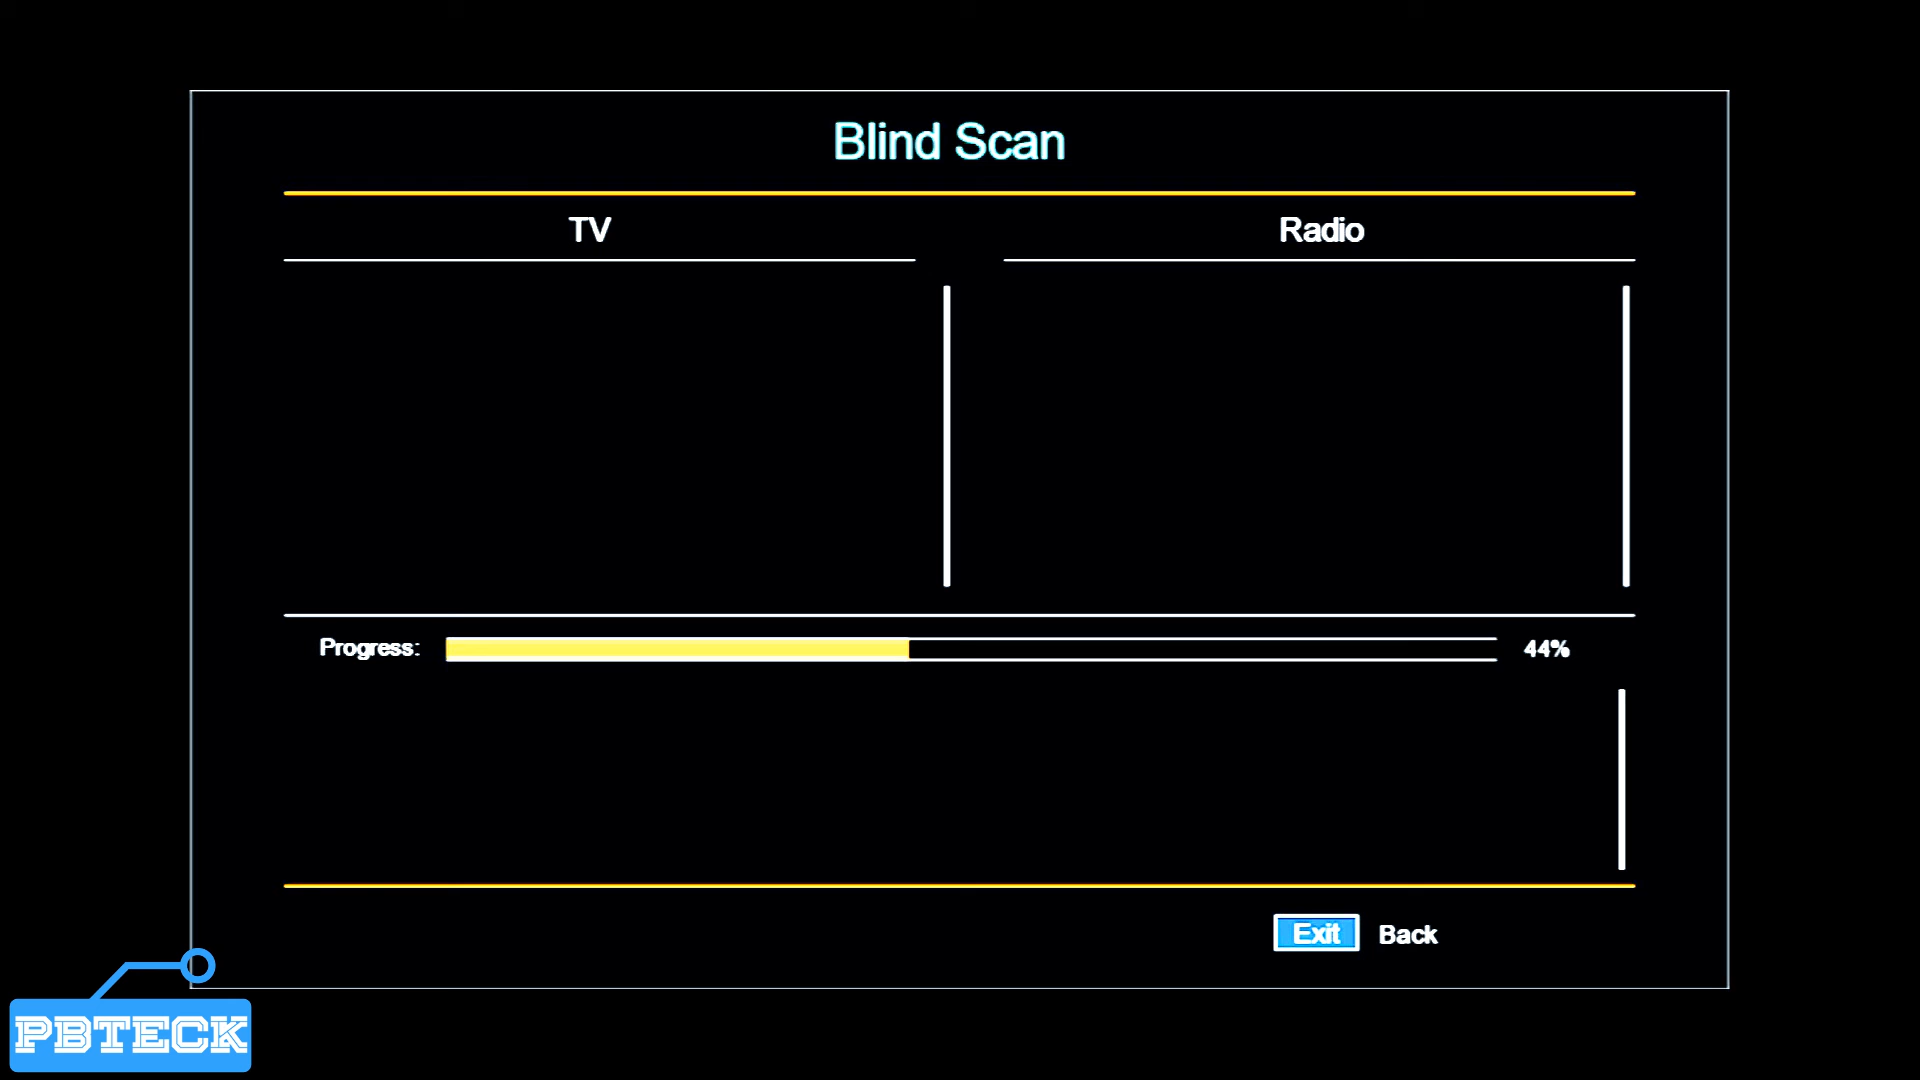 Blind Scan
TV
Radio
Progress:
44%
Exit Back
PBTECK